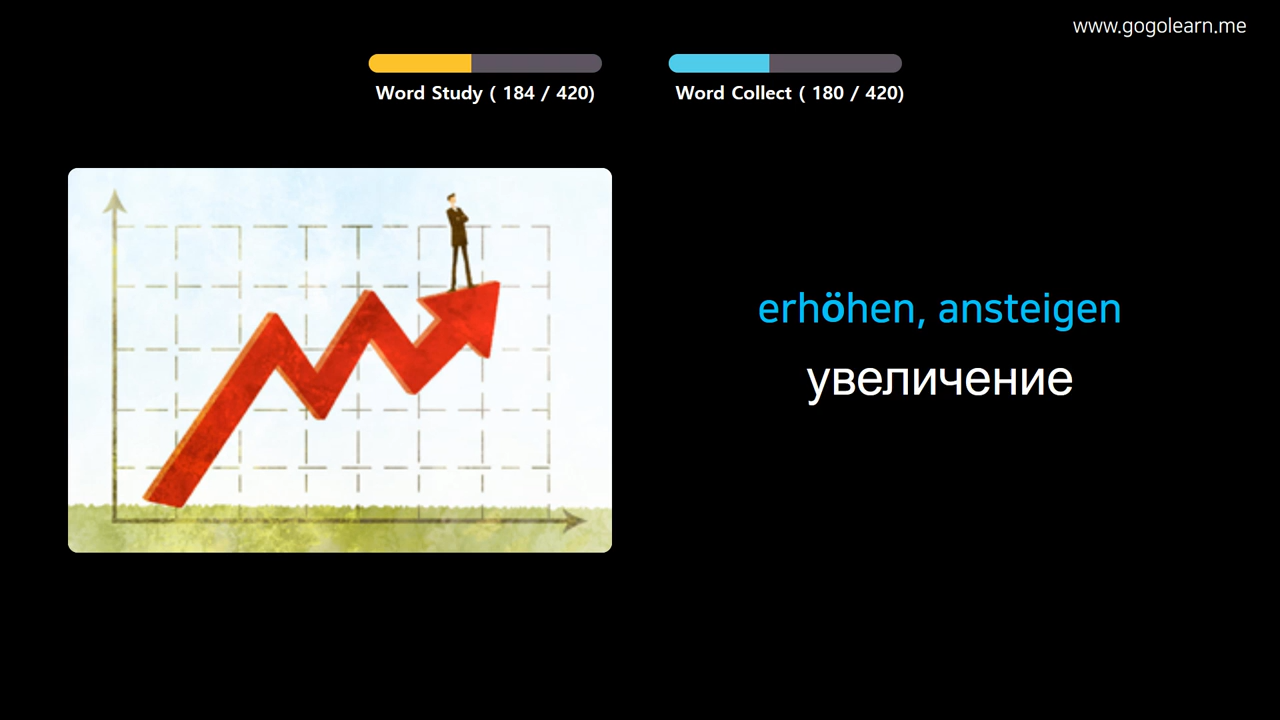 www.gogolearn.me
Word Study ( 184 / 420)
Word Collect ( 180 / 420)
erhöhen, ansteigen
увеличение